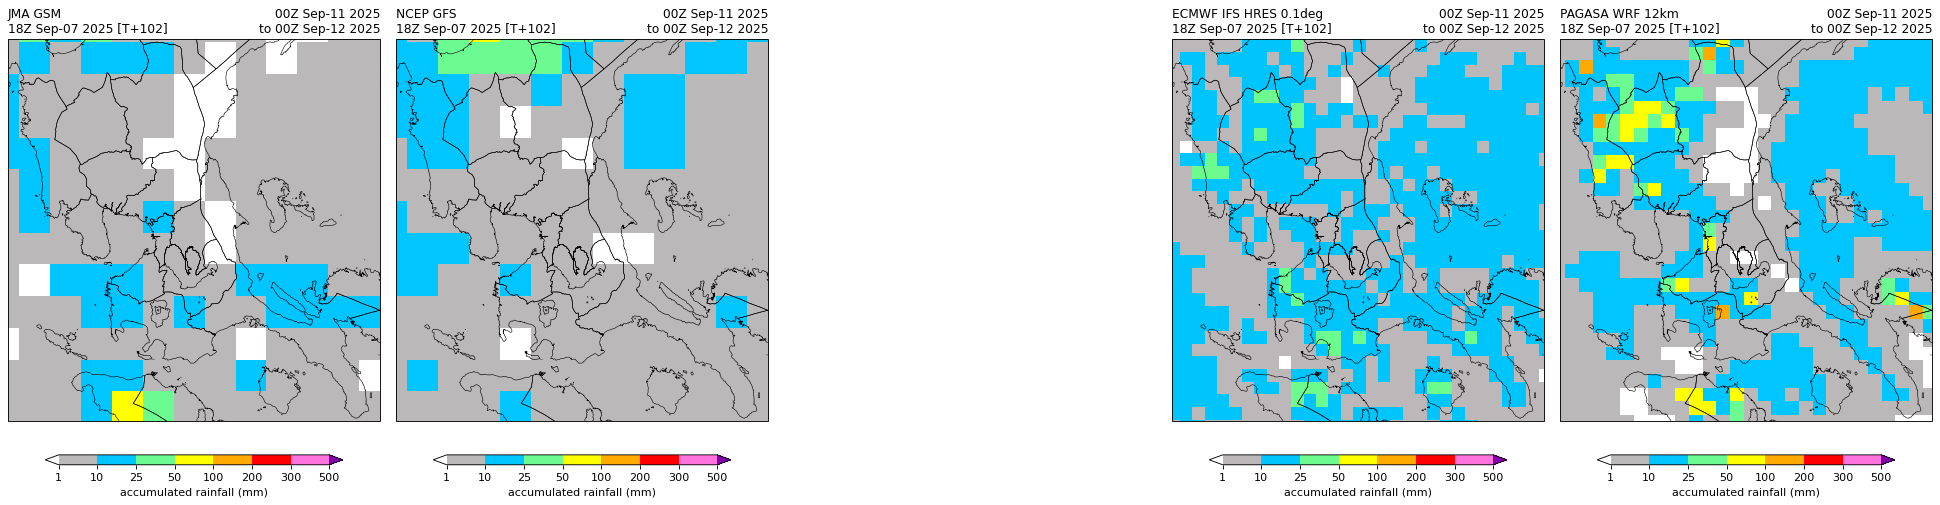 JMA GSM
00Z Sep-11 2025
18Z Sep-07 2025 [T+102]
to 00Z Sep-12 2025
NCEP GFS
00Z Sep-11 2025
18Z Sep-07 2025 [T+102]
to 00Z Sep-12 2025
ECMWF IFS HRES 0.1deg
00Z Sep-11 2025
18Z Sep-07 2025 [T+102]
to 00Z Sep-12 2025
PAGASA WRF 12km
00Z Sep-11 2025
18Z Sep-07 2025 [T+102]
to 00Z Sep-12 2025
1 10 25 50 100 200 300 500
accumulated rainfall (mm)
1 10 25 50 100 200 300 500
accumulated rainfall (mm)
1 10 25 50 100 200 300 500
accumulated rainfall (mm)
1 10 25 50 100 200 300 500
accumulated rainfall (mm)